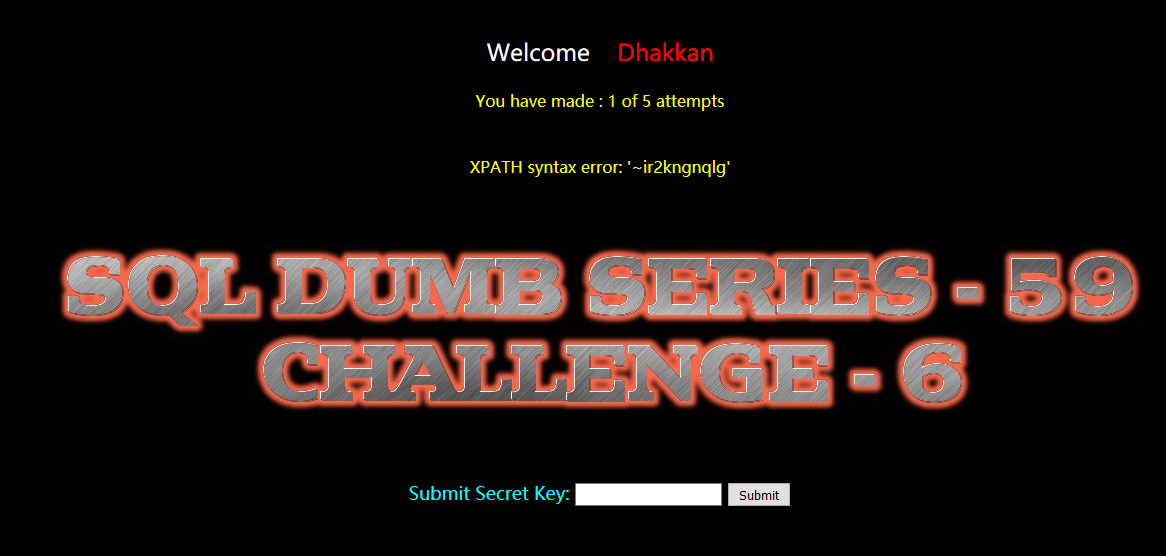 Welcome Dhakkan
You have made : 1 of 5 attempts
XPATH syntax error: '~ir2kngnqlg'
SQL DUMB SERIES - 59
CHALLENGE - 6
Submit Secret Key: Submit